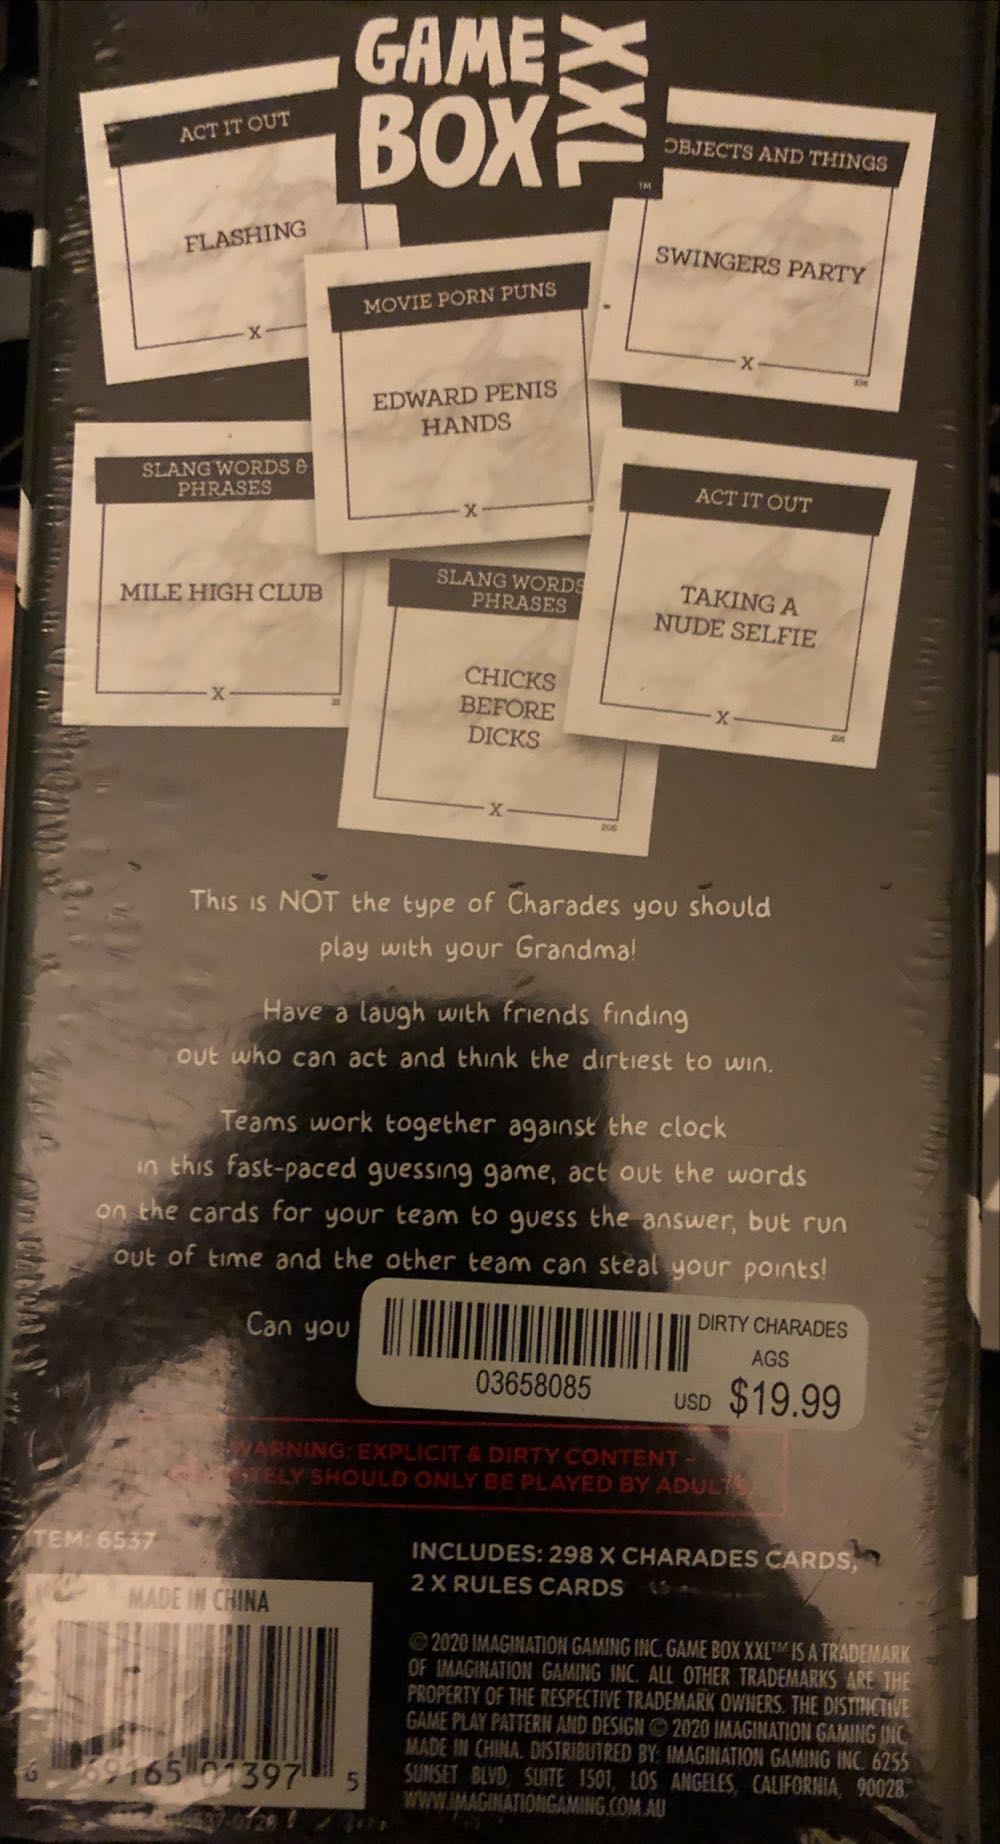 GAME
BOX
XXL
TM
ACT IT OUT
FLASHING
X
OBJECTS AND THINGS
SWINGERS PARTY
X
MOVIE PORN PUNS
EDWARD PENIS
HANDS
X
SLANG WORDS &
PHRASES
MILE HIGH CLUB
X
ACT IT OUT
TAKING A
NUDE SELFIE
X
SLANG WORDS
PHRASES
CHICKS
BEFORE
DICKS
X
This is NOT the type of Charades you should
play with your Grandma!
Have a laugh with friends finding
out who can act and think the dirtiest to win.
Teams work together against the clock
in this fast-paced guessing game, act out the words
on the cards for your team to guess the answer, but run
out of time and the other team can steal your points!
Can you
DIRTY CHARADES
AGS
03658085
USD $19.99
WARNING: EXPLICIT & DIRTY CONTENT -
SHOULD ONLY BE PLAYED BY ADULTS
ITEM: 6537
MADE IN CHINA
6 69165 01397 5
INCLUDES: 298 X CHARADES CARDS,
2 X RULES CARDS
© 2020 IMAGINATION GAMING INC. GAME BOX XXL™ IS A TRADEMARK
OF IMAGINATION GAMING INC. ALL OTHER TRADEMARKS ARE THE
PROPERTY OF THE RESPECTIVE TRADEMARK OWNERS. THE DISTINCTIVE
GAME PLAY PATTERN AND DESIGN © 2020 IMAGINATION GAMING INC.
MADE IN CHINA. DISTRIBUTRED BY: IMAGINATION GAMING INC. 6255
SUNSET BLVD, SUITE 1501, LOS ANGELES, CALIFORNIA, 90028.
WWW.IMAGINATIONGAMING.COM.AU